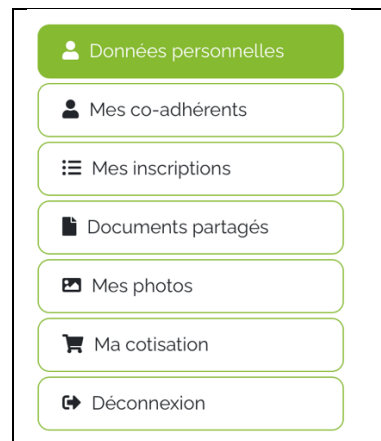 Données personnelles
Mes co-adhérents
Mes inscriptions
Documents partagés
Mes photos
Ma cotisation
Déconnexion